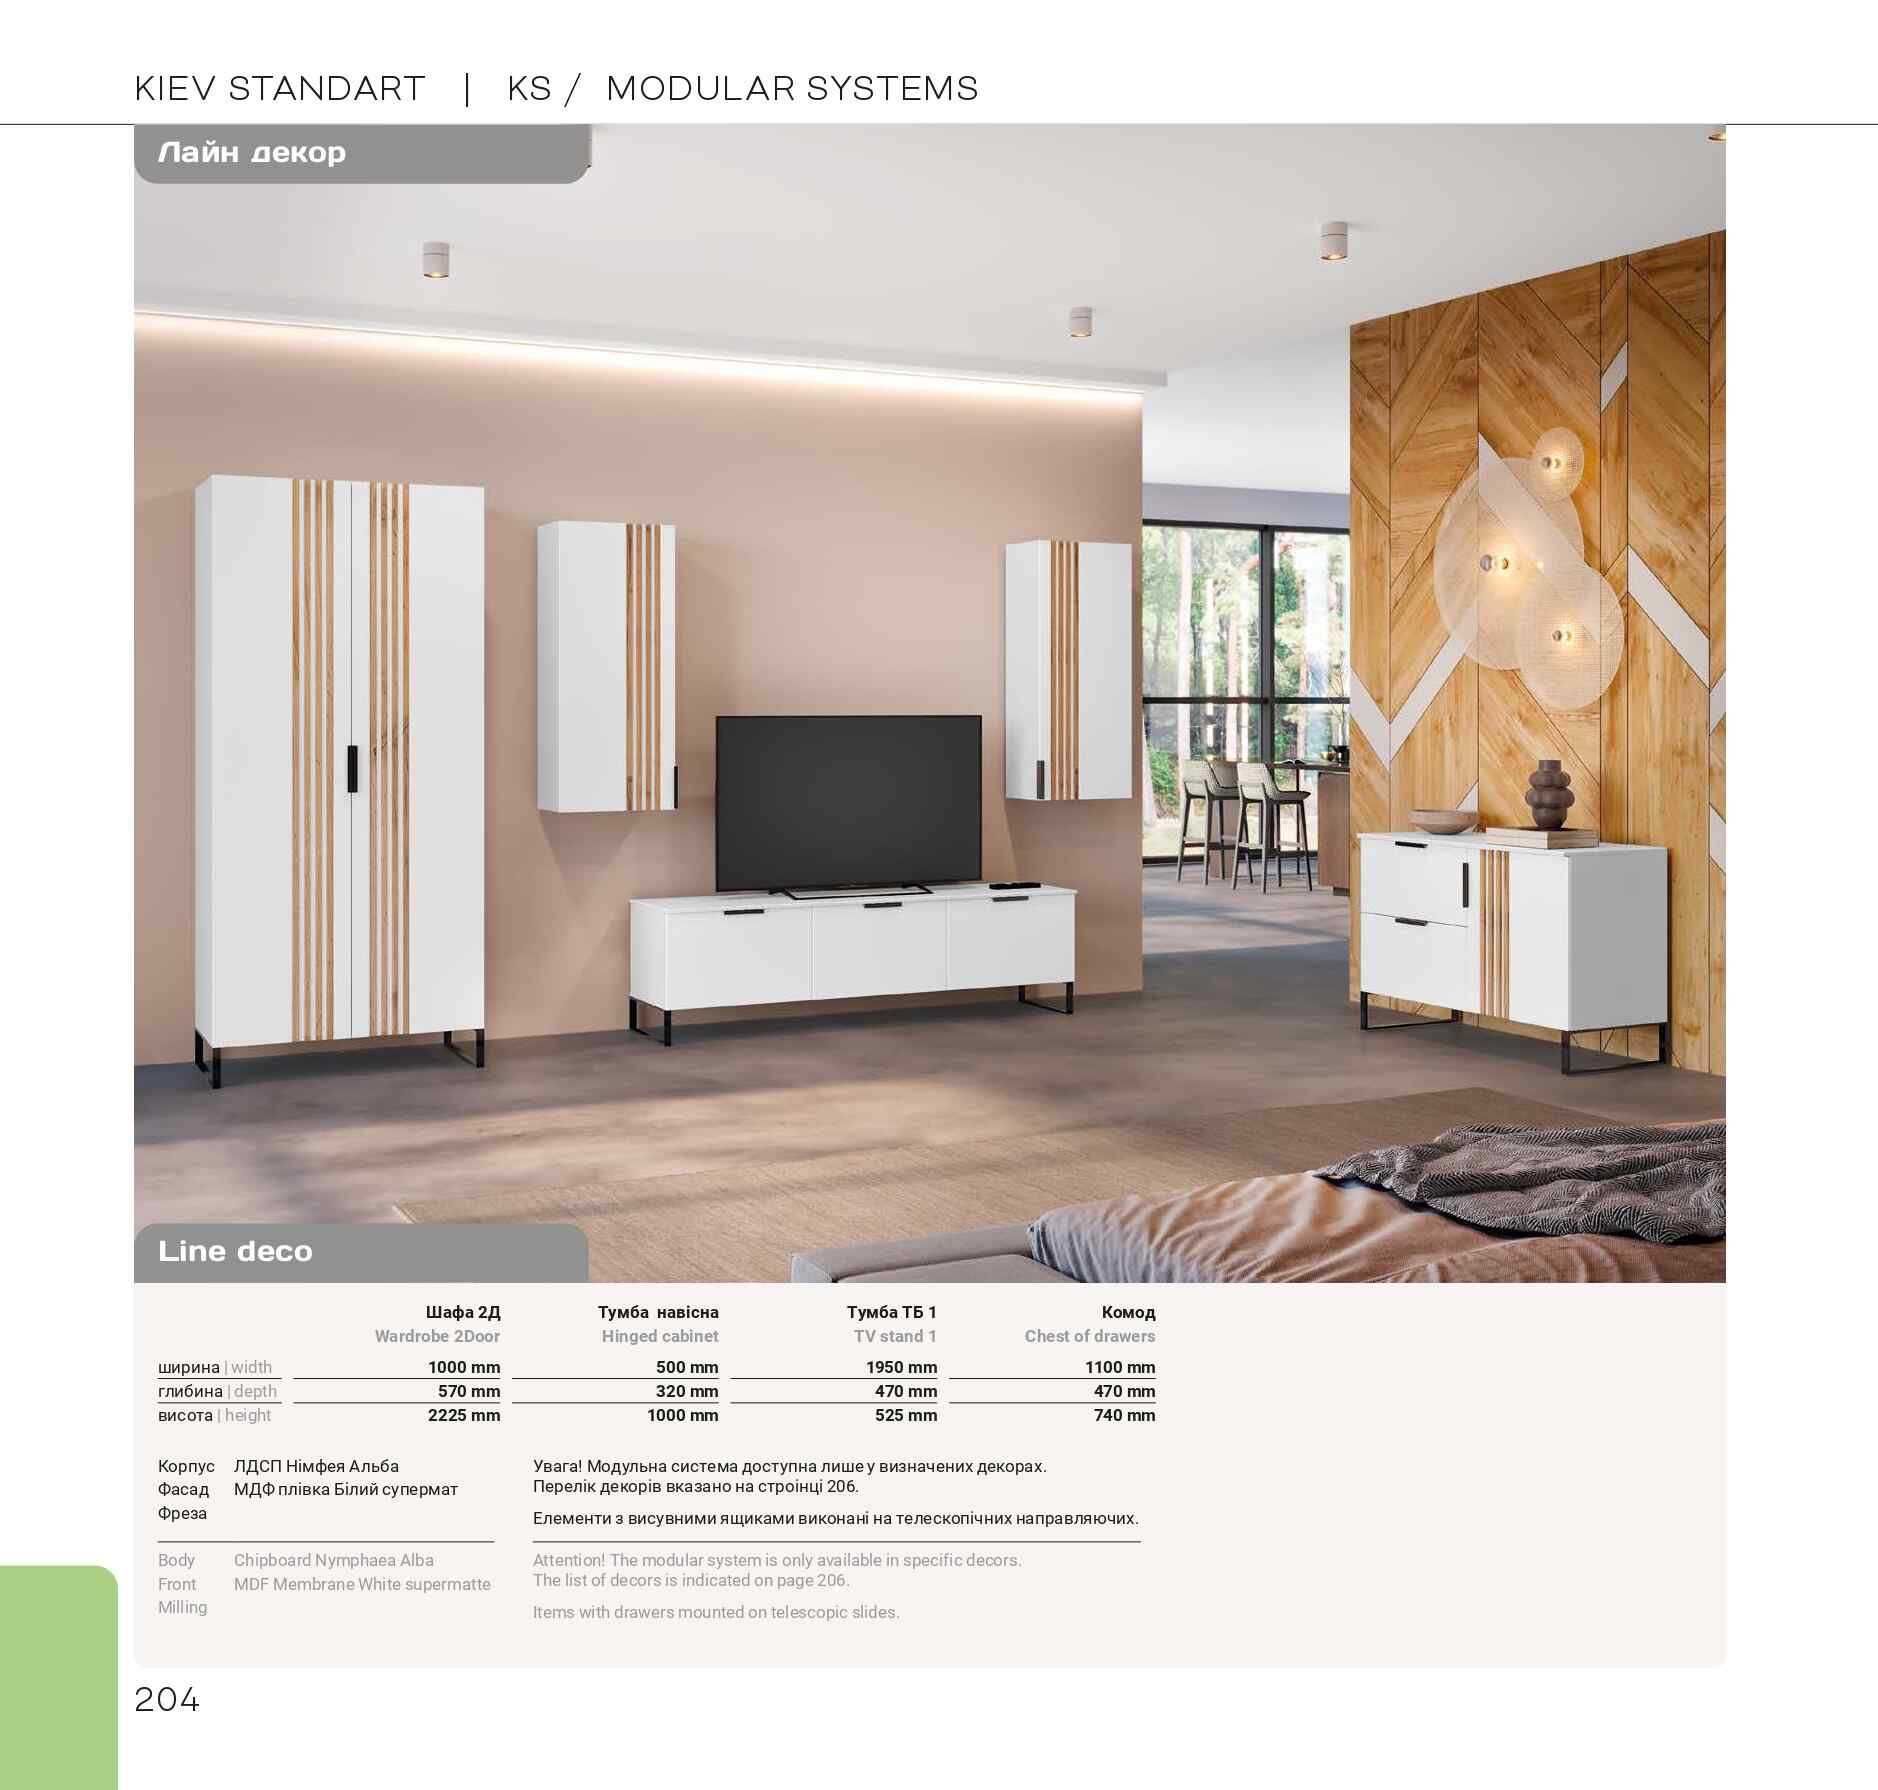 KIEV STANDART | KS / MODULAR SYSTEMS
Лайн декор
Line deco
Шафа 2Д Тумба навісна Тумба ТБ 1 Комод
Wardrobe 2Door Hinged cabinet TV stand 1 Chest of drawers
ширина | width 1000 mm 500 mm 1950 mm 1100 mm
глибина | depth 570 mm 320 mm 470 mm 470 mm
висота | height 2225 mm 1000 mm 525 mm 740 mm
Корпус ЛДСП Німфея Альба
Фасад МДФ плівка Білий супермат
Фреза
Увага! Модульна система доступна лише у визначених декорах.
Перелік декорів вказано на строінці 206.
Елементи з висувними ящиками виконані на телескопічних направляючих.
Body Chipboard Nymphaea Alba
Front MDF Membrane White supermatte
Milling
Attention! The modular system is only available in specific decors.
The list of decors is indicated on page 206.
Items with drawers mounted on telescopic slides.
204